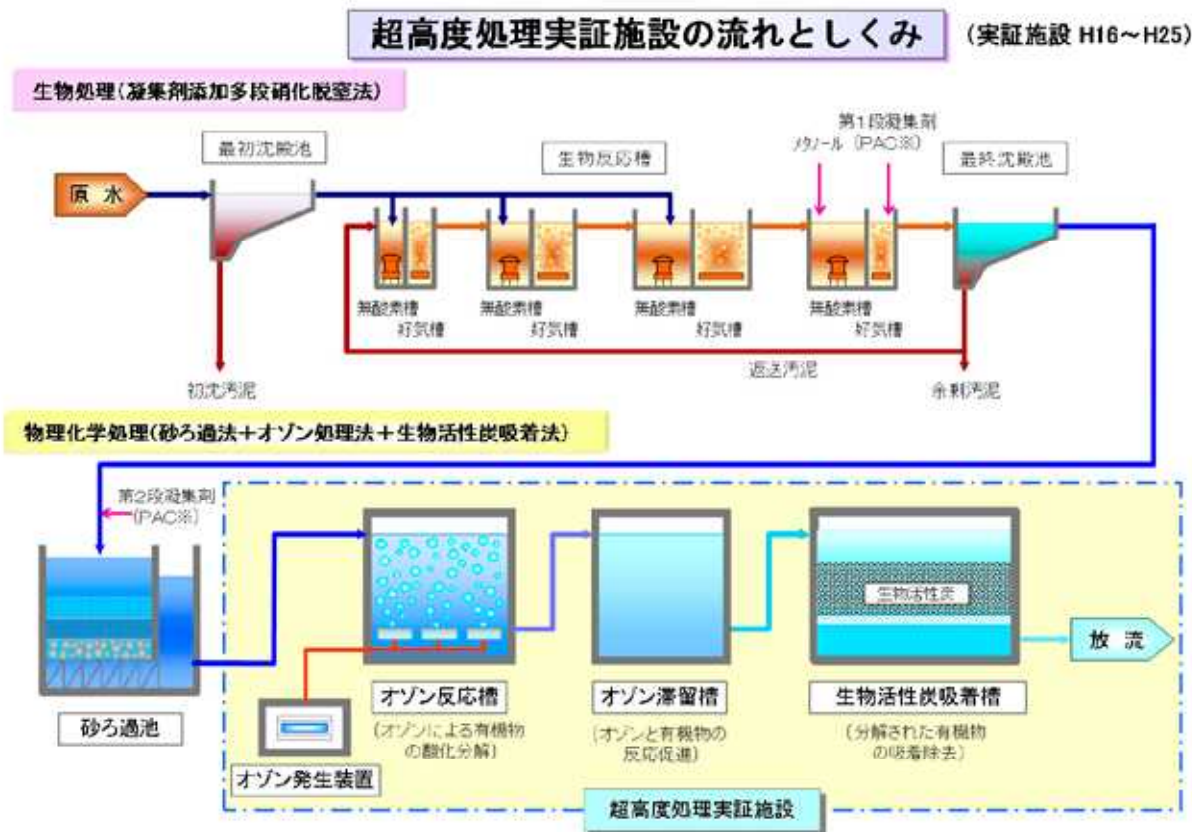 超高度処理実証施設の流れとしくみ
(実証施設 H16～H25)
生物処理(凝集剤添加多段硝化脱窒法)
最初沈殿池
生物反応槽
第1段凝集剤
メタノール (PAC※)
最終沈殿池
原 水
無酸素槽
好気槽
無酸素槽
好気槽
無酸素槽
好気槽
無酸素槽
好気槽
返送汚泥
初沈汚泥
余剰汚泥
物理化学処理(砂ろ過法＋オゾン処理法＋生物活性炭吸着法)
第2段凝集剤
(PAC※)
生物活性炭
放 流
砂ろ過池
オゾン反応槽
(オゾンによる有機物
の酸化分解)
オゾン滞留槽
(オゾンと有機物の
反応促進)
生物活性炭吸着槽
(分解された有機物
の吸着除去)
オゾン発生装置
超高度処理実証施設